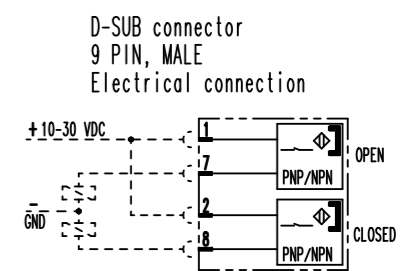 D-SUB connector
9 PIN, MALE
Electrical connection
+10-30 VDC
1
7
PNP/NPN
OPEN
-
GND
2
8
PNP/NPN
CLOSED